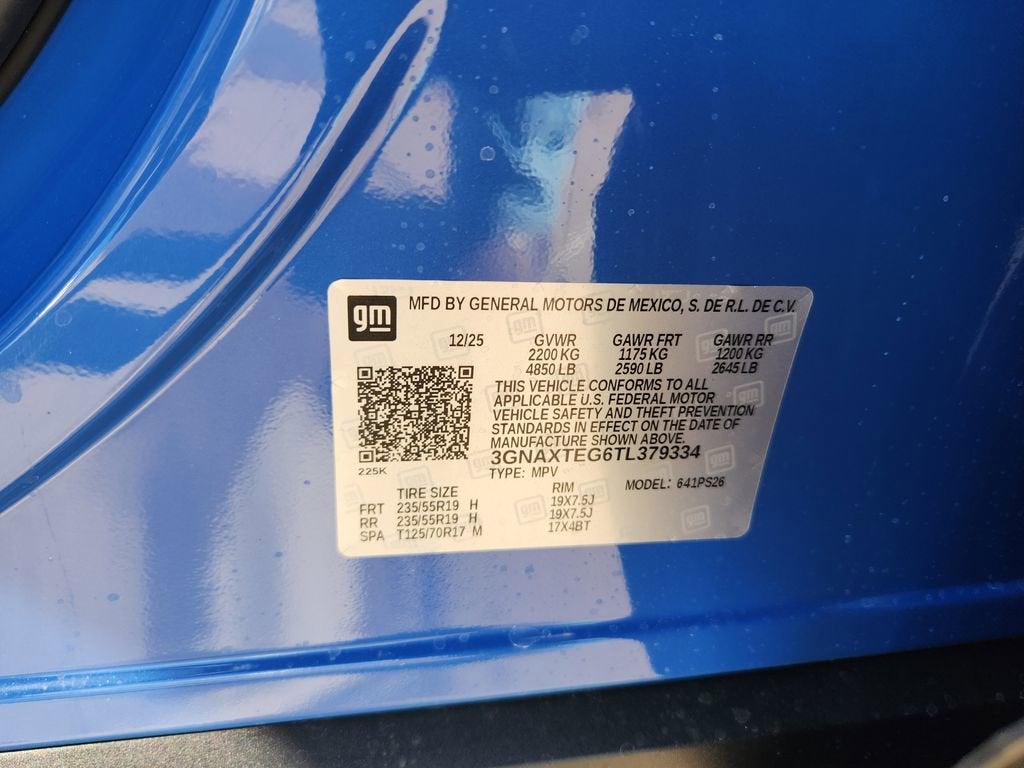 gm MFD BY GENERAL MOTORS DE MEXICO, S. DE R.L. DE C.V.
12/25 GVWR GAWR FRT GAWR RR
2200 KG 1175 KG 1200 KG
4850 LB 2590 LB 2645 LB
THIS VEHICLE CONFORMS TO ALL
APPLICABLE U.S. FEDERAL MOTOR
VEHICLE SAFETY AND THEFT PREVENTION
STANDARDS IN EFFECT ON THE DATE OF
MANUFACTURE SHOWN ABOVE.
3GNAXTEG6TL379334
225K
TYPE: MPV MODEL: 641PS26
TIRE SIZE RIM
FRT 235/55R19 H 19X7.5J
RR 235/55R19 H 19X7.5J
SPA T125/70R17 M 17X4BT